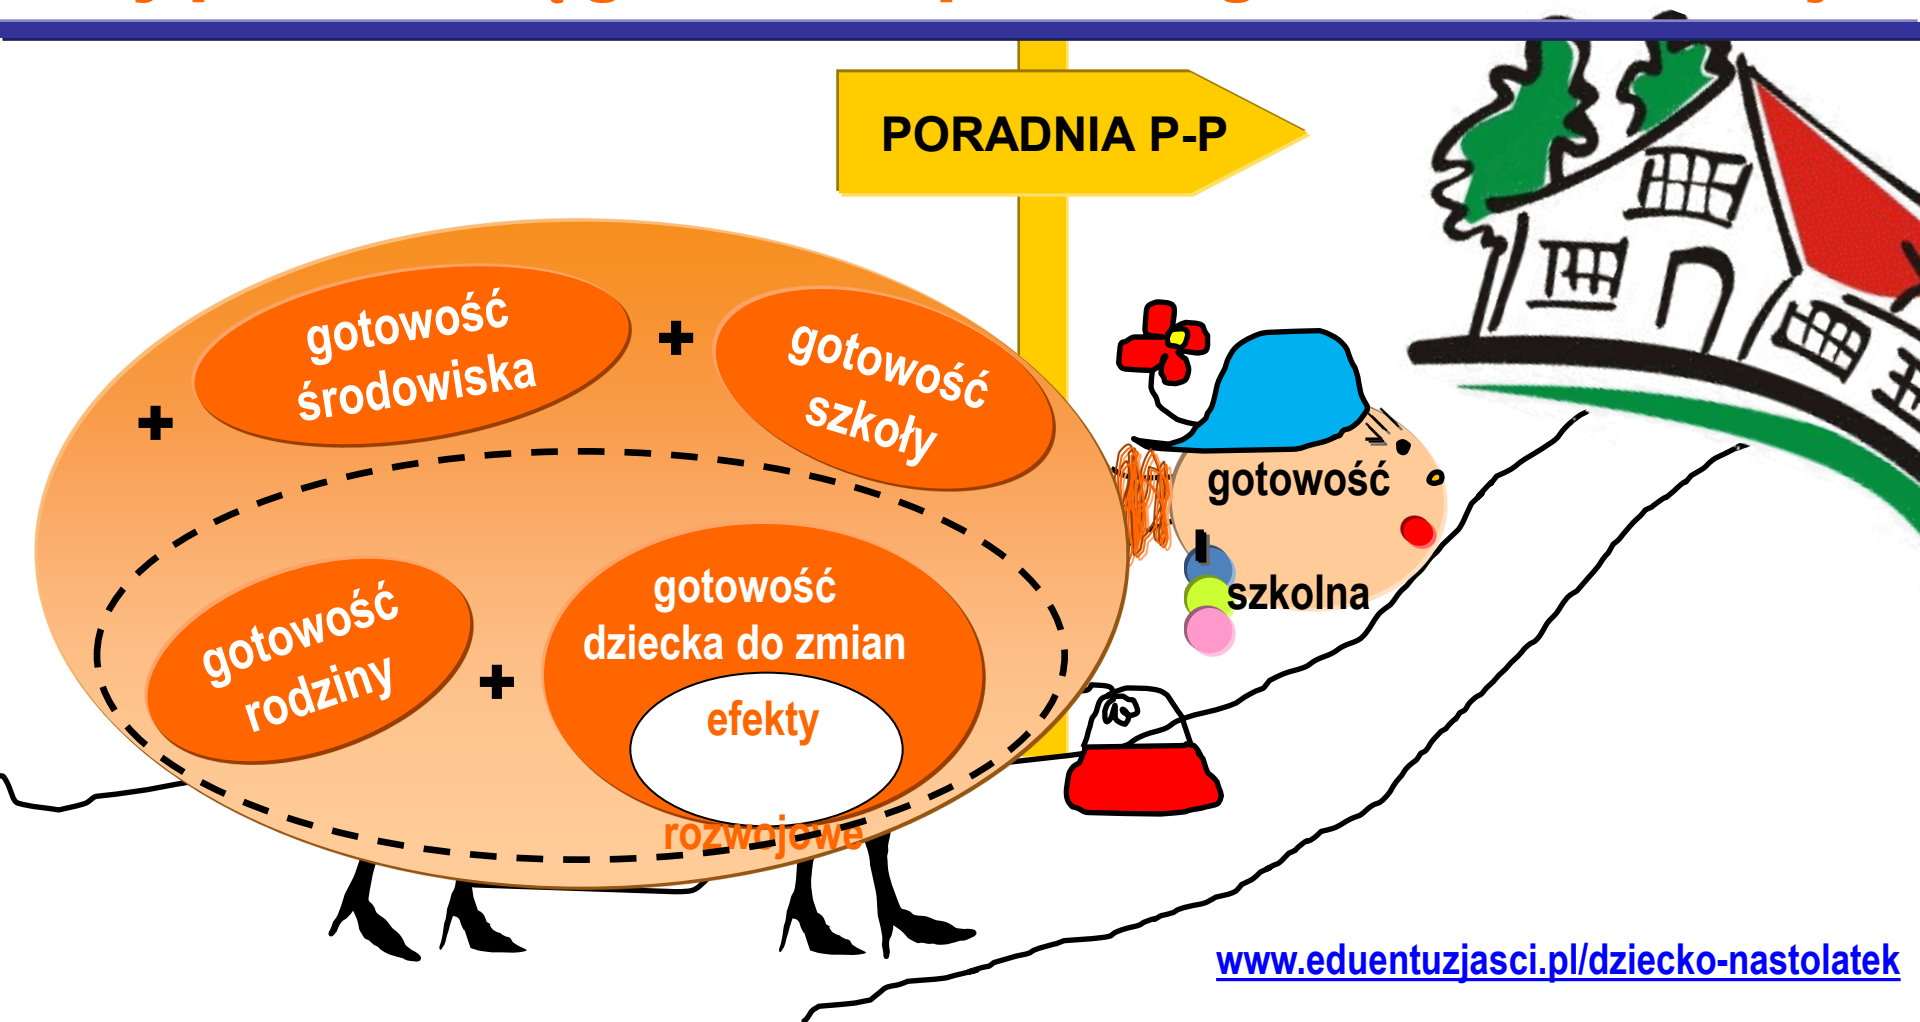 PORADNIA P-P
gotowość
środowiska
+
gotowość
szkoły
+
gotowość
szkolna
gotowość
rodziny
+
gotowość
dziecka do zmian
efekty
rozwojowe
www.eduentuzjasci.pl/dziecko-nastolatek